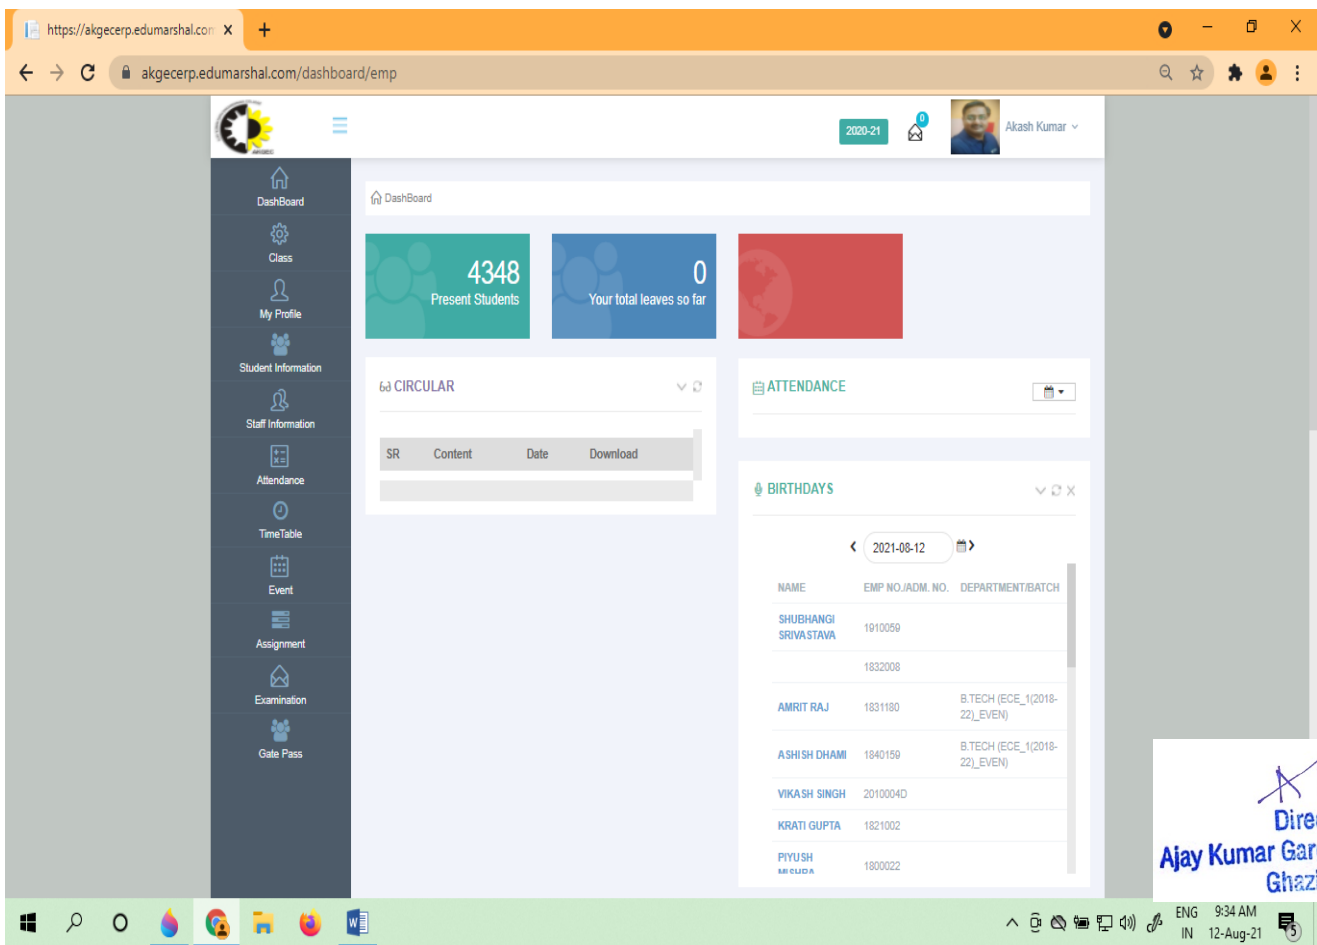 https://akgecerp.edumarshal.com
akgecerp.edumarshal.com/dashboard/emp
AKGEC
2020-21
0
Akash Kumar
DashBoard
Class
My Profile
Student Information
Staff Information
Attendance
TimeTable
Event
Assignment
Examination
Gate Pass
DashBoard
4348
Present Students
0
Your total leaves so far
CIRCULAR
SR Content Date Download
ATTENDANCE
BIRTHDAYS
2021-08-12
NAME EMP NO./ADM. NO. DEPARTMENT/BATCH
SHUBHANGI
SRIVASTAVA 1910059
1832008
AMRIT RAJ 1831180 B.TECH (ECE_1(2018-
22)_EVEN)
ASHISH DHAMI 1840159 B.TECH (ECE_1(2018-
22)_EVEN)
VIKASH SINGH 2010004D
KRATI GUPTA 1821002
PIYUSH
MISHRA 1800022
Dire
Ajay Kumar Gar
Ghazi
ENG 9:34 AM
IN 12-Aug-21
5